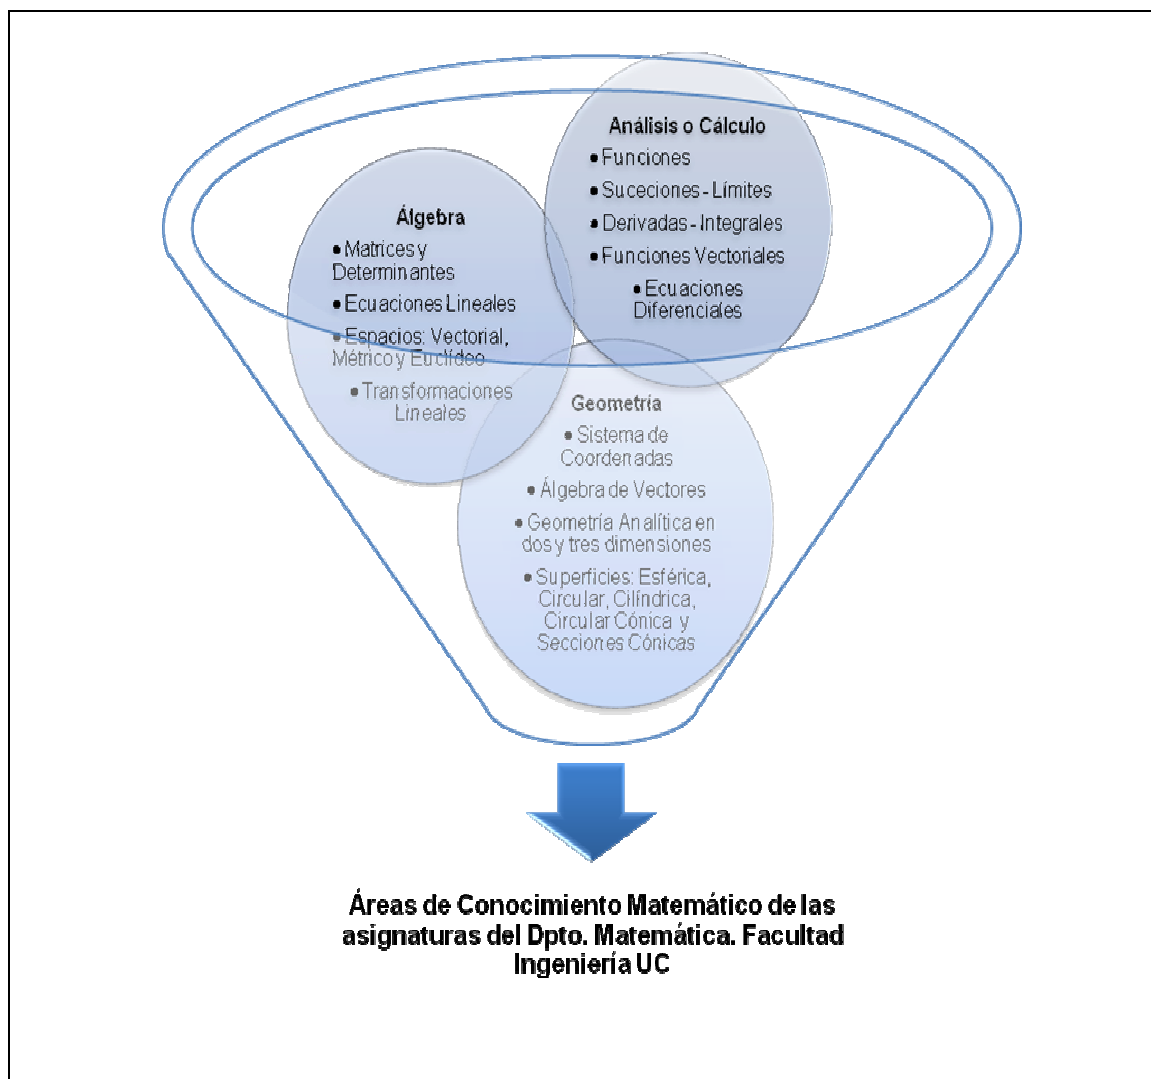 Análisis o Cálculo
• Funciones
• Suceciones - Límites
• Derivadas - Integrales
• Funciones Vectoriales
• Ecuaciones
Diferenciales
Álgebra
• Matrices y
Determinantes
• Ecuaciones Lineales
• Espacios: Vectorial,
Métrico y Euclídeo
• Transformaciones
Lineales
Geometría
• Sistema de
Coordenadas
• Álgebra de Vectores
• Geometría Analítica en
dos y tres dimensiones
• Superficies: Esférica,
Circular, Cilíndrica,
Circular Cónica y
Secciones Cónicas
Áreas de Conocimiento Matemático de las
asignaturas del Dpto. Matemática. Facultad
Ingeniería UC